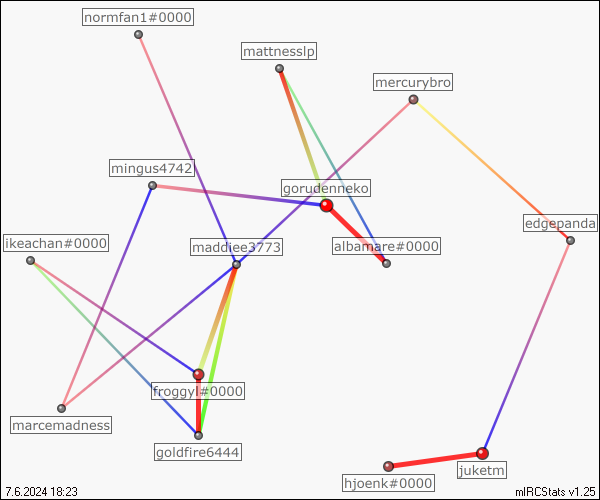 normfan1#0000
mattnesslp
mercurybro
mingus4742
gorudenneko
edgepanda
ikeachan#0000
maddiee3773
albamare#0000
froggyl#0000
marcemadness
goldfire6444
juketm
hjoenk#0000
7.6.2024 18:23
mIRCStats v1.25